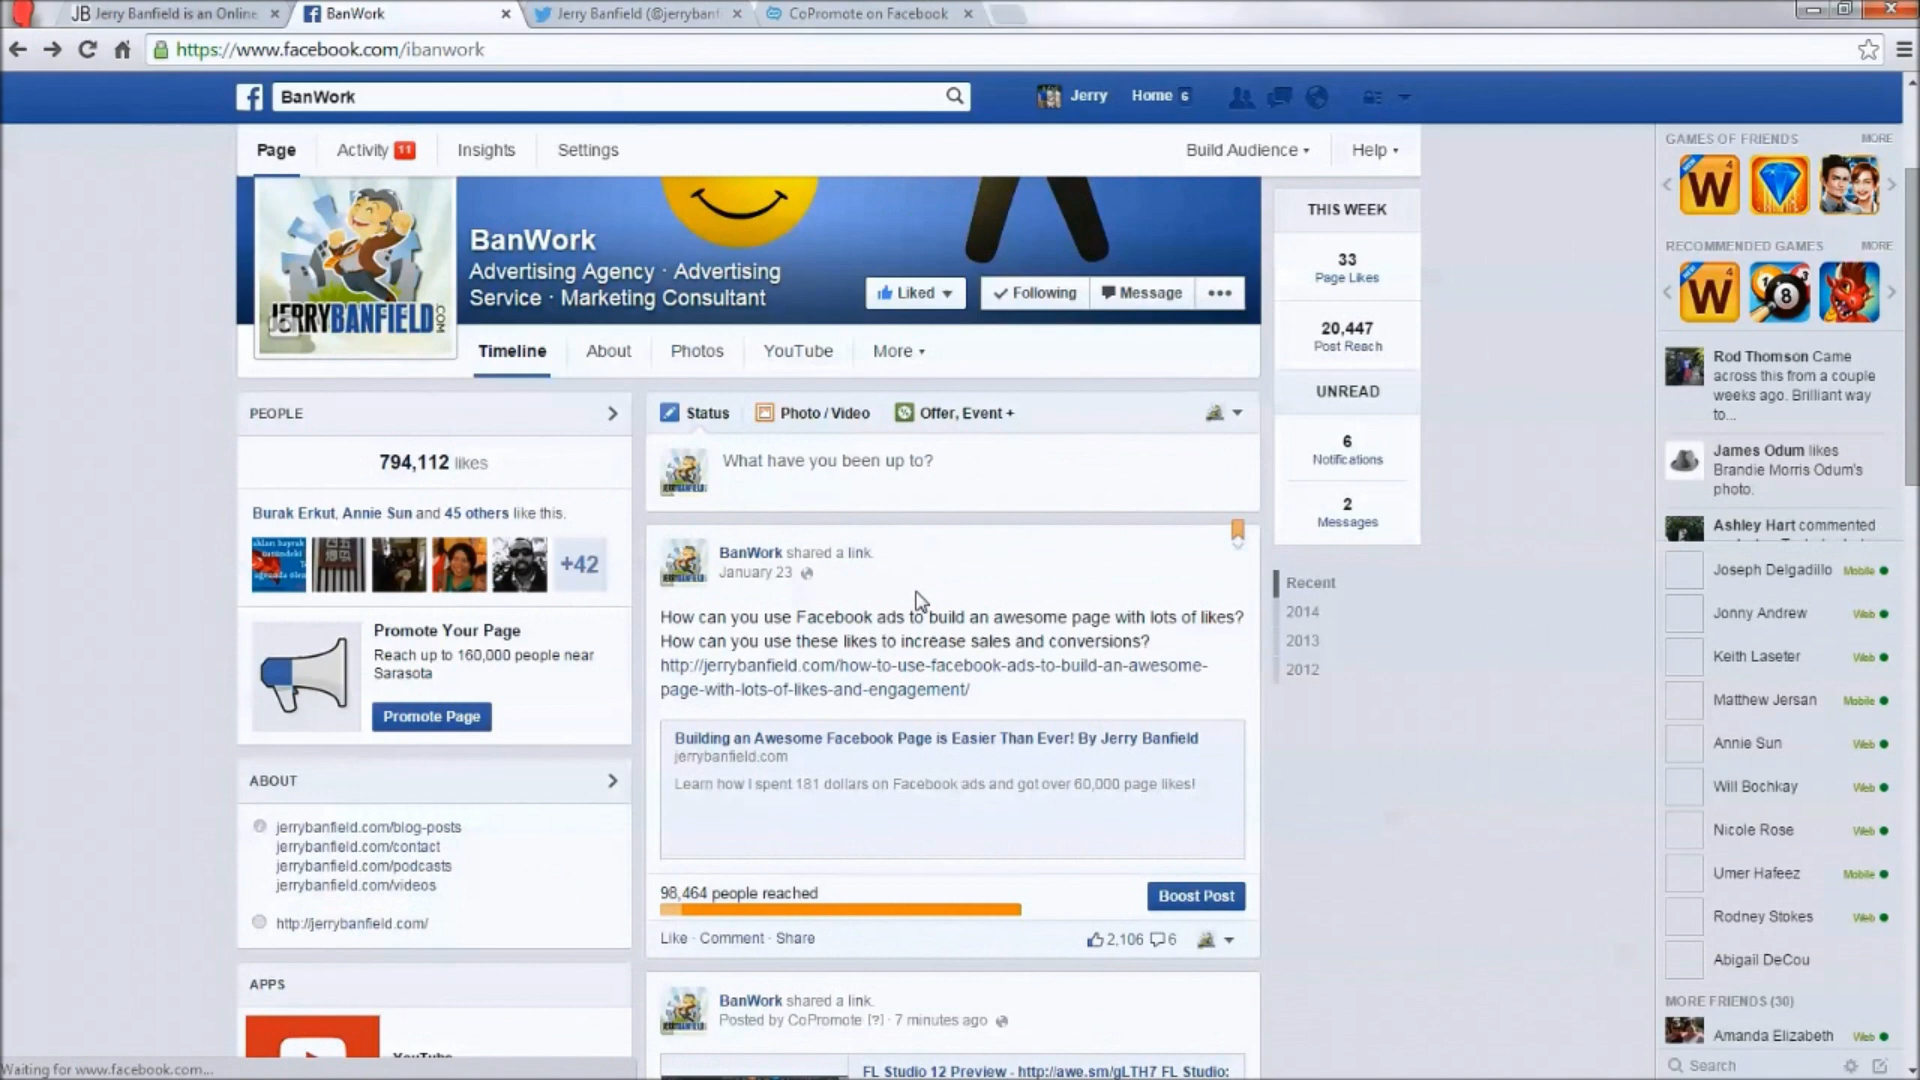 JB Jerry Banfield is an Online
BanWork
Jerry Banfield (@jerrybanf
CoPromote on Facebook
https://www.facebook.com/ibanwork
BanWork
Jerry
Home 6
Page
Activity 11
Insights
Settings
Build Audience
Help
JERRYBANFIELD.COM
BanWork
Advertising Agency · Advertising
Service · Marketing Consultant
Liked
Following
Message
Timeline
About
Photos
YouTube
More
THIS WEEK
33
Page Likes
20,447
Post Reach
UNREAD
6
Notifications
2
Messages
Recent
2014
2013
2012
PEOPLE
794,112 likes
Burak Erkut, Annie Sun and 45 others like this.
+42
Promote Your Page
Reach up to 160,000 people near
Sarasota
Promote Page
ABOUT
jerrybanfield.com/blog-posts
jerrybanfield.com/contact
jerrybanfield.com/podcasts
jerrybanfield.com/videos
http://jerrybanfield.com/
APPS
YouTube
Status
Photo / Video
Offer, Event +
What have you been up to?
BanWork shared a link.
January 23
How can you use Facebook ads to build an awesome page with lots of likes?
How can you use these likes to increase sales and conversions?
http://jerrybanfield.com/how-to-use-facebook-ads-to-build-an-awesome-
page-with-lots-of-likes-and-engagement/
Building an Awesome Facebook Page is Easier Than Ever! By Jerry Banfield
jerrybanfield.com
Learn how I spent 181 dollars on Facebook ads and got over 60,000 page likes!
98,464 people reached
Boost Post
Like · Comment · Share
2,106
6
BanWork shared a link.
Posted by CoPromote [?] · 7 minutes ago
FL Studio 12 Preview - http://awe.sm/gLTH7 FL Studio:
GAMES OF FRIENDS
MORE
W 4
RECOMMENDED GAMES
MORE
W 4
8
Rod Thomson Came
across this from a couple
weeks ago. Brilliant way
to...
James Odum likes
Brandie Morris Odum's
photo.
Ashley Hart commented
Joseph Delgadillo Mobile
Jonny Andrew Web
Keith Laseter Web
Matthew Jersan Mobile
Annie Sun Web
Will Bochkay Web
Nicole Rose Web
Umer Hafeez Mobile
Rodney Stokes Web
Abigail DeCou
MORE FRIENDS (30)
Amanda Elizabeth Web
Search
Waiting for www.facebook.com...